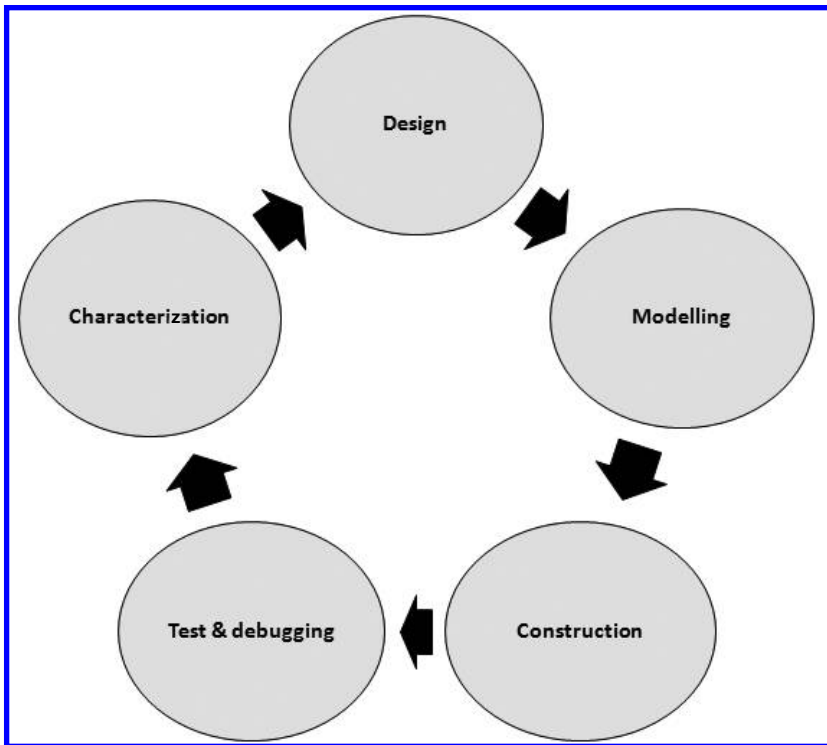 Design
Modelling
Construction
Test & debugging
Characterization